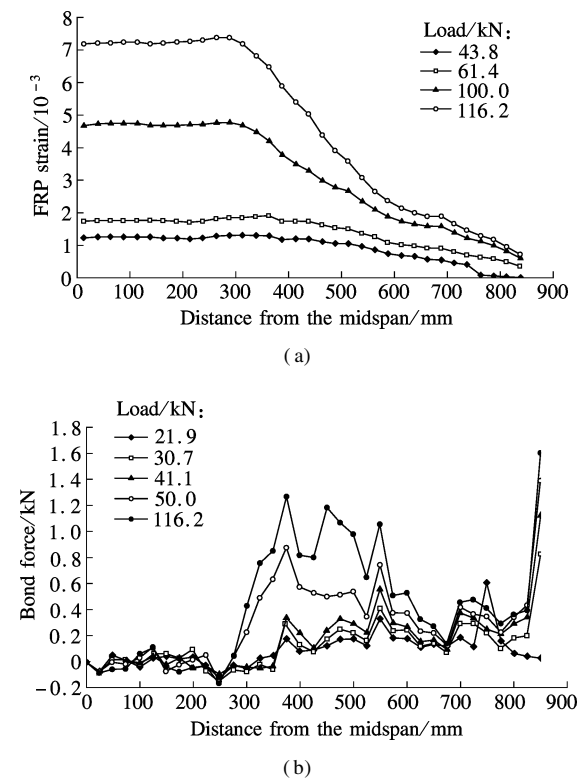 8
7
6
5
4
3
2
1
0
FRP strain/10⁻³
Load/kN:
43.8
61.4
100.0
116.2
0 100 200 300 400 500 600 700 800 900
Distance from the midspan/mm
(a)
Load/kN:
21.9
30.7
41.1
50.0
116.2
1.8
1.6
1.4
1.2
1.0
0.8
0.6
0.4
0.2
0
-0.2
Bond force/kN
0 100 200 300 400 500 600 700 800 900
Distance from the midspan/mm
(b)